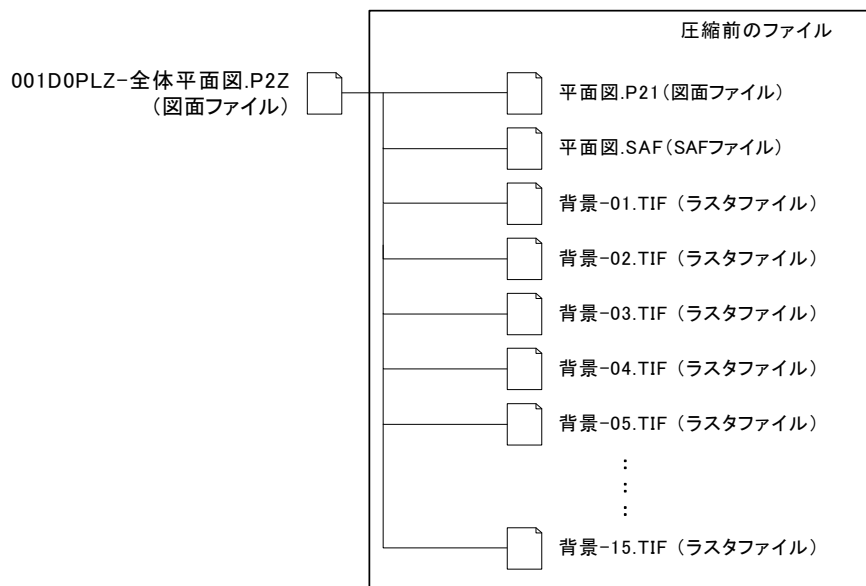 圧縮前のファイル
001D0PLZ-全体平面図.P2Z
（図面ファイル）
平面図.P21（図面ファイル）
平面図.SAF（SAFファイル）
背景-01.TIF （ラスタファイル）
背景-02.TIF （ラスタファイル）
背景-03.TIF （ラスタファイル）
背景-04.TIF （ラスタファイル）
背景-05.TIF （ラスタファイル）
：
：
：
背景-15.TIF （ラスタファイル）